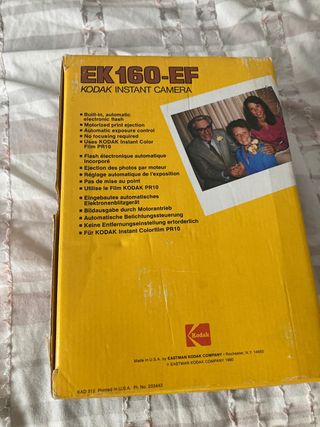 EK160-EF
KODAK INSTANT CAMERA
■ Built-in, automatic
electronic flash
■ Motorized print ejection
■ Automatic exposure control
■ No focusing required
■ Uses KODAK Instant Color
Film PR10
■ Flash électronique automatique
incorporé
■ Ejection des photos par moteur
■ Réglage automatique de l'exposition
■ Pas de mise au point
■ Utilise le Film KODAK PR10
■ Eingebautes automatisches
Elektronenblitzgerät
■ Bildausgabe durch Motorantrieb
■ Automatische Belichtungssteuerung
■ Keine Entfernungseinstellung erforderlich
■ Für KODAK Instant Colorfilm PR10
Kodak
Made in U.S.A. by EASTMAN KODAK COMPANY • Rochester, N.Y. 14650
© EASTMAN KODAK COMPANY 1980
Printed in U.S.A. Pt. No.